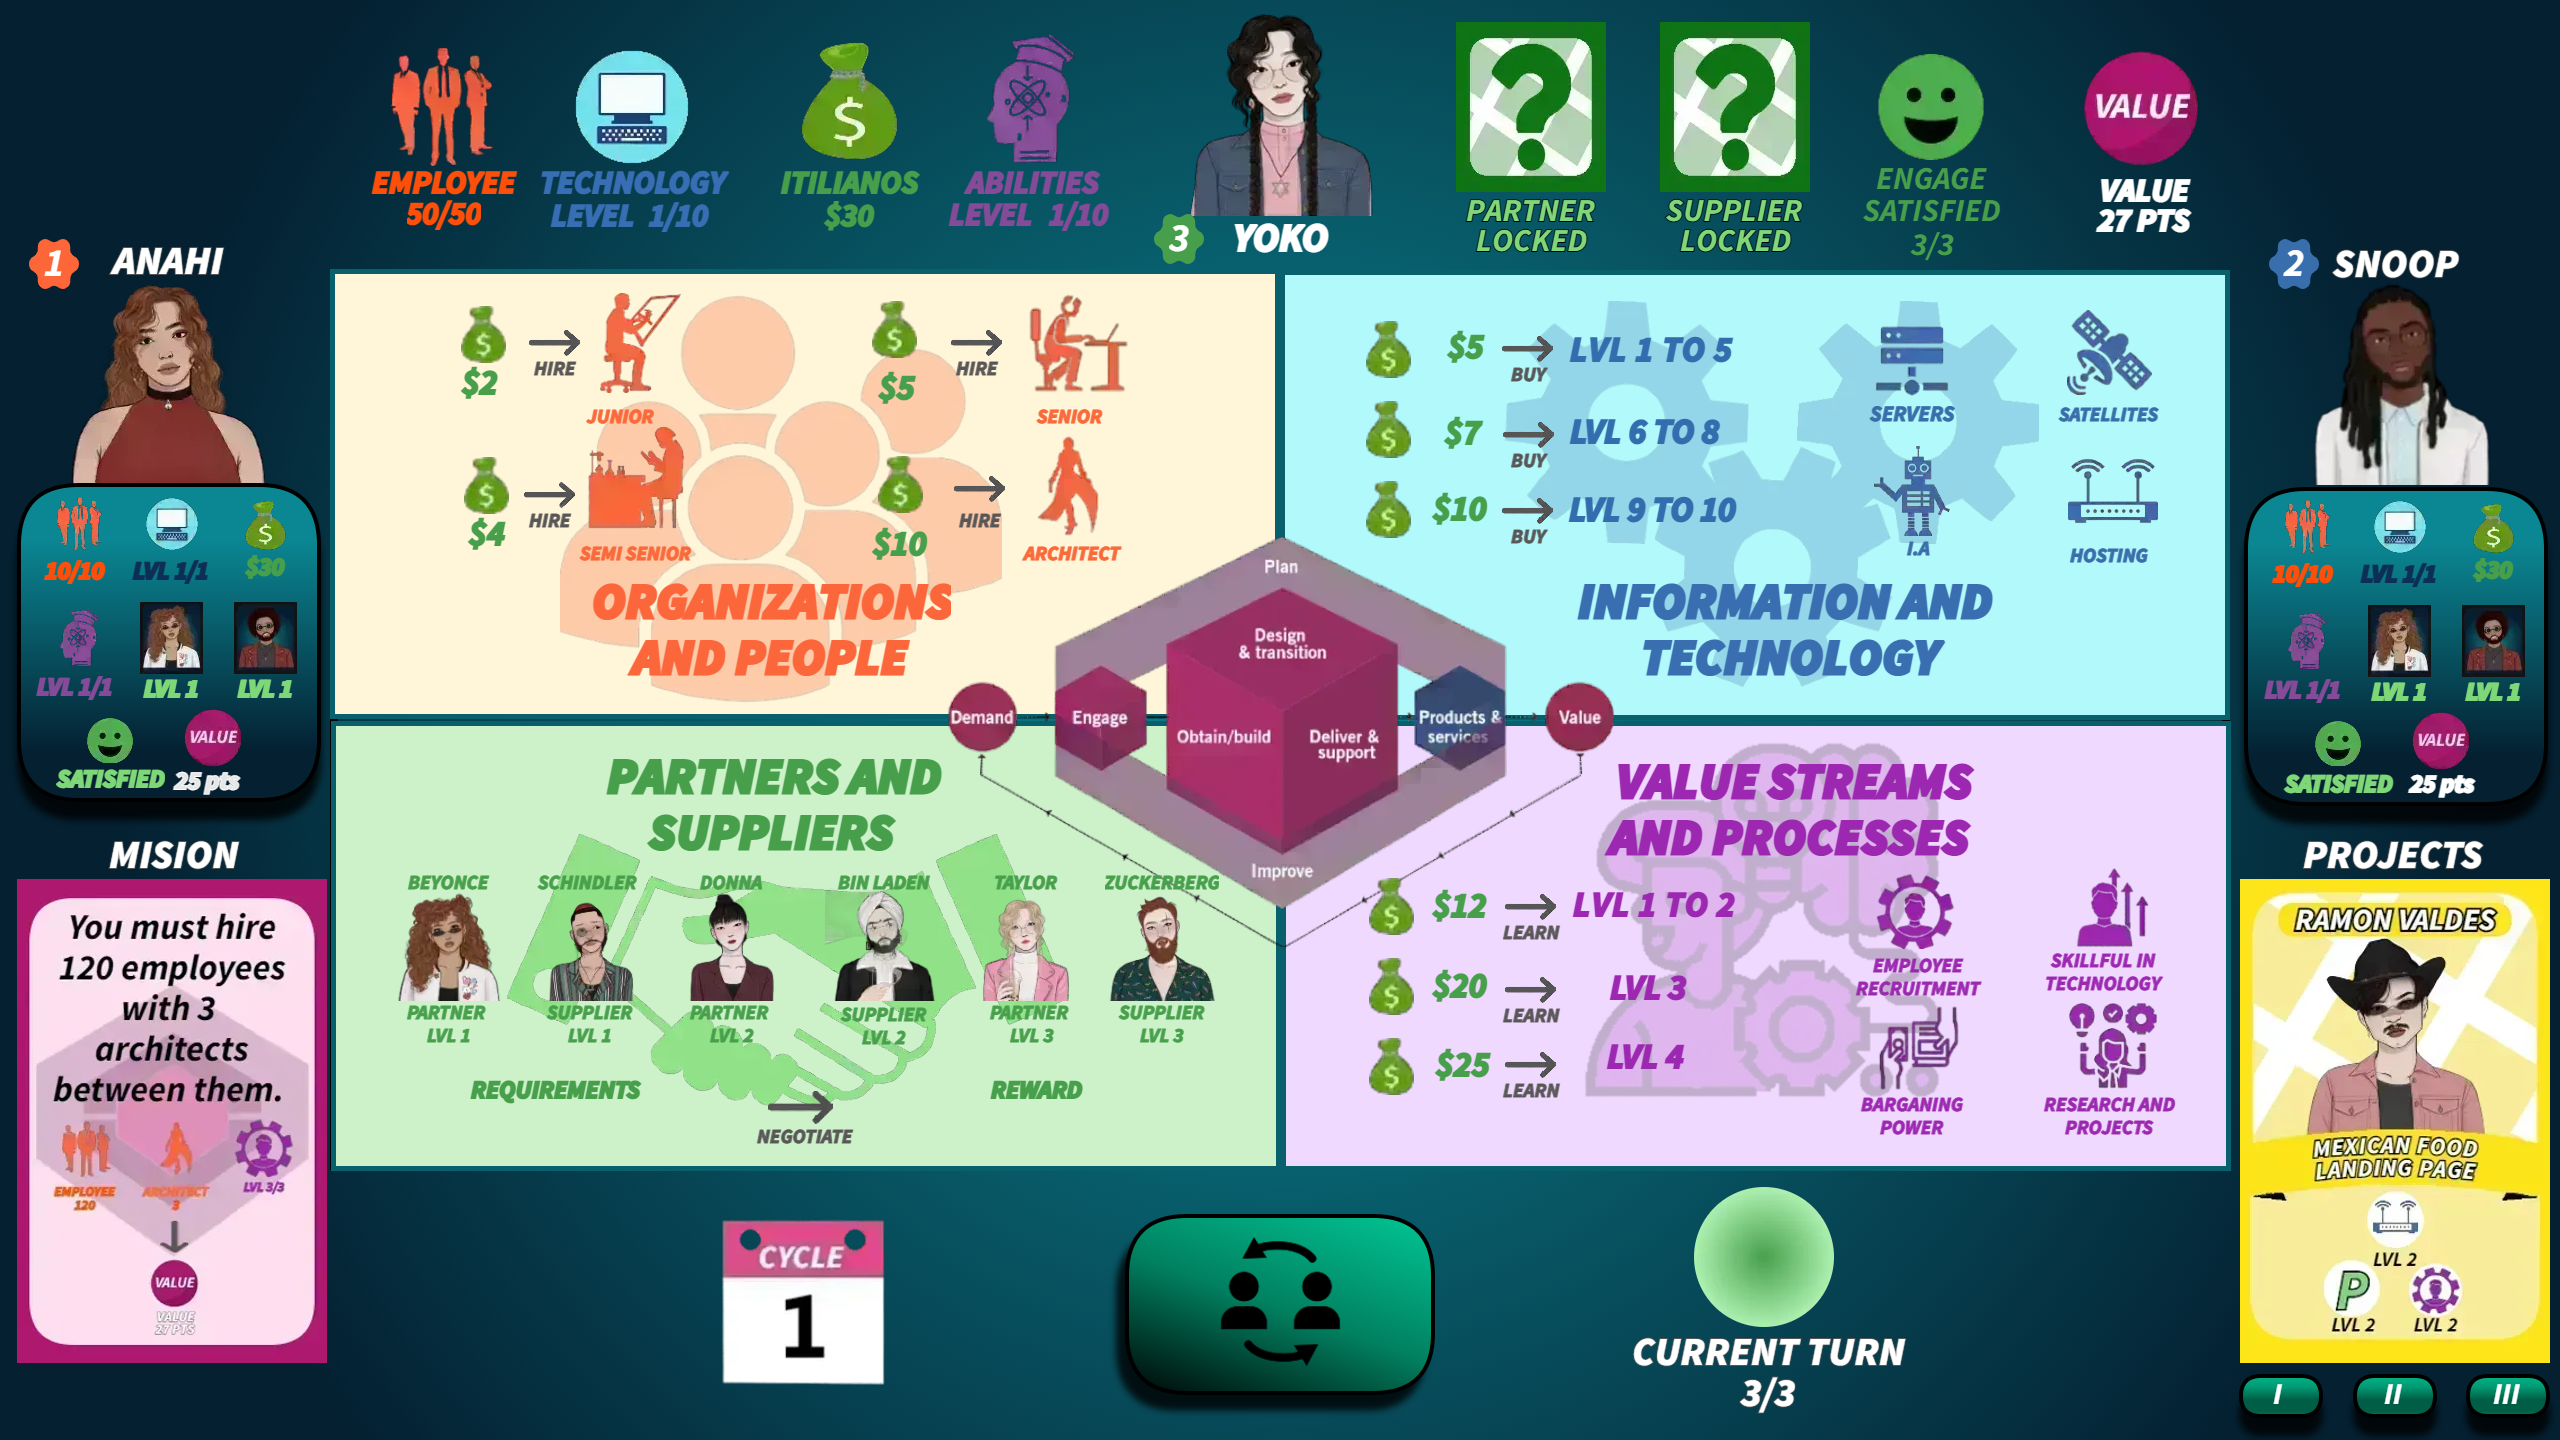 EMPLOYEE
50/50
TECHNOLOGY
LEVEL 1/10
$
ITILIANOS
$30
ABILITIES
LEVEL 1/10
3 YOKO
PARTNER
LOCKED
SUPPLIER
LOCKED
ENGAGE
SATISFIED
3/3
VALUE
VALUE
27 PTS
1 ANAHI
10/10
LVL 1/1
$
$30
LVL 1/1
LVL 1
LVL 1
SATISFIED
VALUE
25 pts
2 SNOOP
10/10
LVL 1/1
$
$30
LVL 1/1
LVL 1
LVL 1
SATISFIED
VALUE
25 pts
$
$2
HIRE
JUNIOR
$
$5
HIRE
SENIOR
$
$4
HIRE
SEMI SENIOR
$
$10
HIRE
ARCHITECT
ORGANIZATIONS
AND PEOPLE
$ $5 BUY LVL 1 TO 5
$ $7 BUY LVL 6 TO 8
$ $10 BUY LVL 9 TO 10
SERVERS
SATELLITES
I.A
HOSTING
INFORMATION AND
TECHNOLOGY
Plan
Design
& transition
Demand
Engage
Obtain/build
Deliver &
support
Products &
services
Value
Improve
PARTNERS AND
SUPPLIERS
BEYONCE
PARTNER
LVL 1
SCHINDLER
SUPPLIER
LVL 1
DONNA
PARTNER
LVL 2
BIN LADEN
SUPPLIER
LVL 2
TAYLOR
PARTNER
LVL 3
ZUCKERBERG
SUPPLIER
LVL 3
REQUIREMENTS
NEGOTIATE
REWARD
VALUE STREAMS
AND PROCESSES
$ $12 LEARN LVL 1 TO 2
$ $20 LEARN LVL 3
$ $25 LEARN LVL 4
EMPLOYEE
RECRUITMENT
SKILLFUL IN
TECHNOLOGY
BARGANING
POWER
RESEARCH AND
PROJECTS
MISION
You must hire
120 employees
with 3
architects
between them.
EMPLOYEE
120
ARCHITECT
3
LVL 3/3
VALUE
VALUE
27 PTS
PROJECTS
RAMON VALDES
MEXICAN FOOD
LANDING PAGE
LVL 2
P
LVL 2
LVL 2
I
II
III
CYCLE
1
CURRENT TURN
3/3